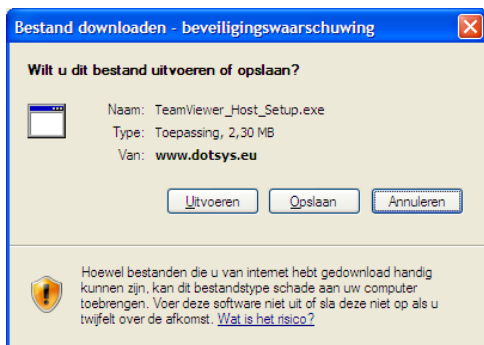 Bestand downloaden - beveiligingswaarschuwing
Wilt u dit bestand uitvoeren of opslaan?
Naam: TeamViewer_Host_Setup.exe
Type: Toepassing, 2,30 MB
Van: www.dotsys.eu
Uitvoeren Opslaan Annuleren
Hoewel bestanden die u van internet hebt gedownload handig
kunnen zijn, kan dit bestandstype schade aan uw computer
toebrengen. Voer deze software niet uit of sla deze niet op als u
twijfelt over de afkomst. Wat is het risico?